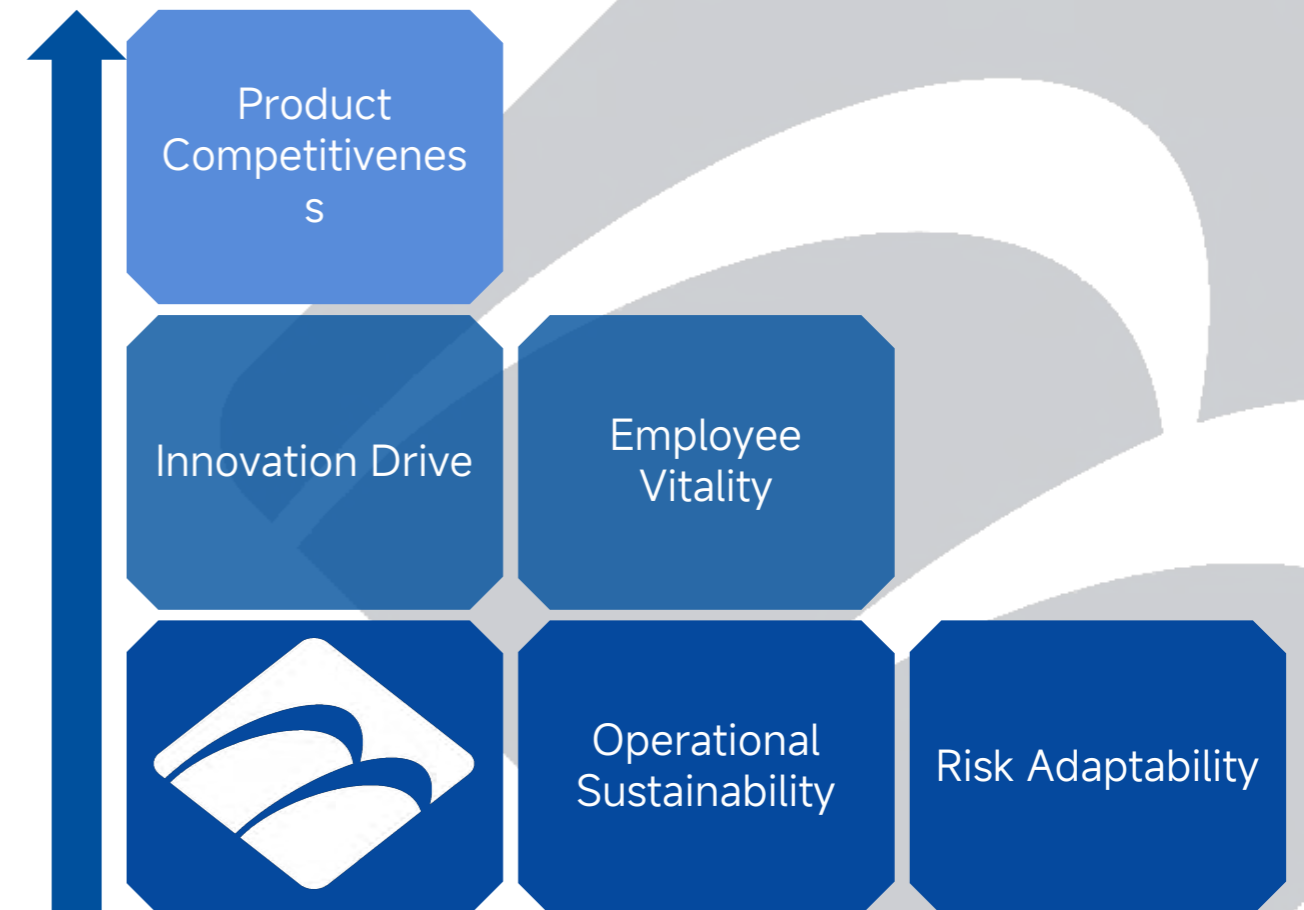 Product
Competitivenes
s
Innovation Drive
Employee
Vitality
Operational
Sustainability
Risk Adaptability